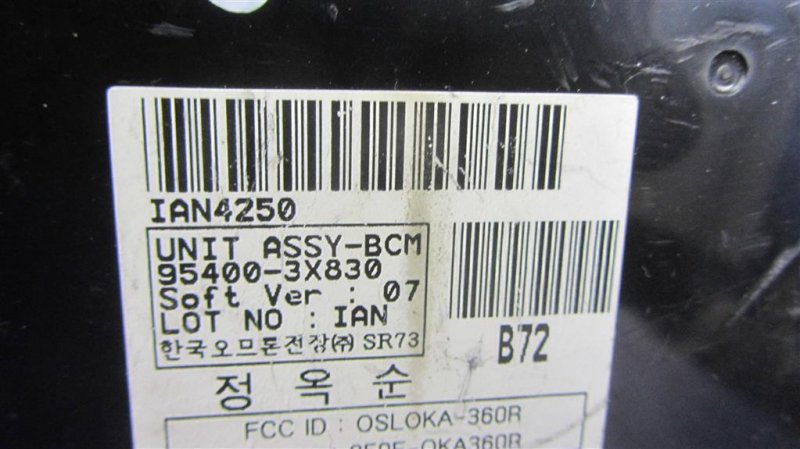 IAN4250
UNIT ASSY-BCM
95400-3X830
Soft Ver : 07
LOT NO : IAN
한국오므론전장(주) SR73
B72
정 옥 순
FCC ID : OSLOKA-360R